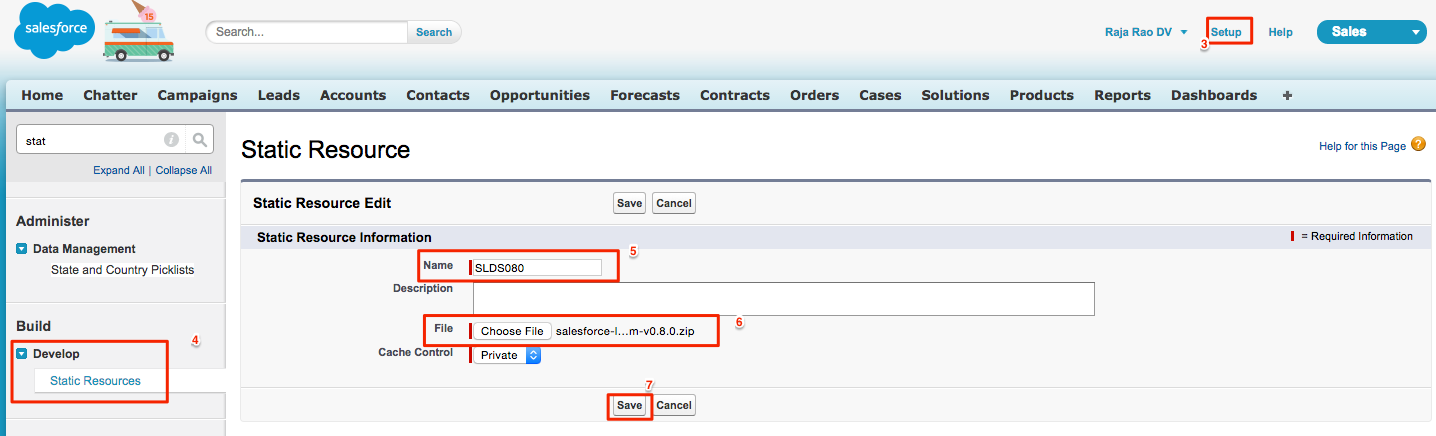 salesforce
15
Search...
Search
Raja Rao DV
3
Setup
Help
Sales
Home Chatter Campaigns Leads Accounts Contacts Opportunities Forecasts Contracts Orders Cases Solutions Products Reports Dashboards +
stat
i
Expand All | Collapse All
Administer
Data Management
State and Country Picklists
Build
4
Develop
Static Resources
Static Resource
Help for this Page ?
Static Resource Edit
Save Cancel
Static Resource Information
= Required Information
5
Name SLDS080
Description
6
File Choose File salesforce-l...m-v0.8.0.zip
Cache Control Private
7
Save Cancel